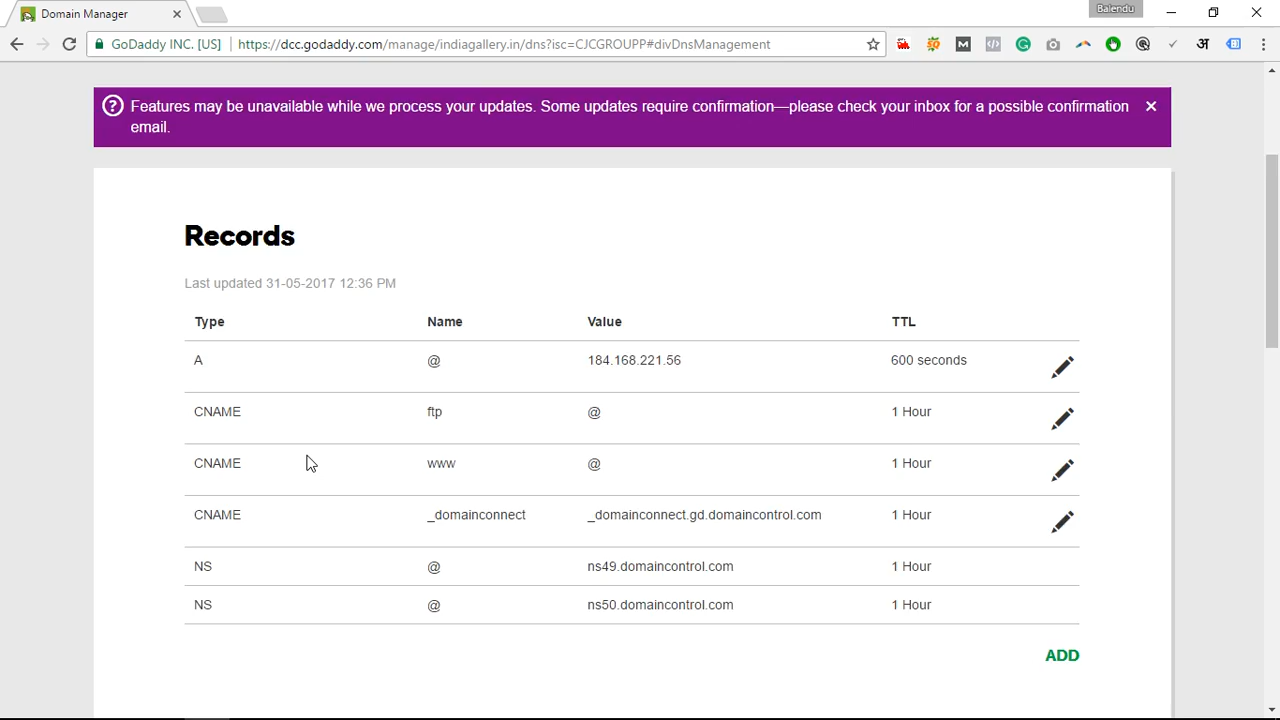 Domain Manager
Balendu
GoDaddy INC. [US]
https://dcc.godaddy.com/manage/indiagallery.in/dns?isc=CJCGROUPP#divDnsManagement
अ
Features may be unavailable while we process your updates. Some updates require confirmation—please check your inbox for a possible confirmation
email.
Records
Last updated 31-05-2017 12:36 PM
Type Name Value TTL
A @ 184.168.221.56 600 seconds
CNAME ftp @ 1 Hour
CNAME www @ 1 Hour
CNAME _domainconnect _domainconnect.gd.domaincontrol.com 1 Hour
NS @ ns49.domaincontrol.com 1 Hour
NS @ ns50.domaincontrol.com 1 Hour
ADD